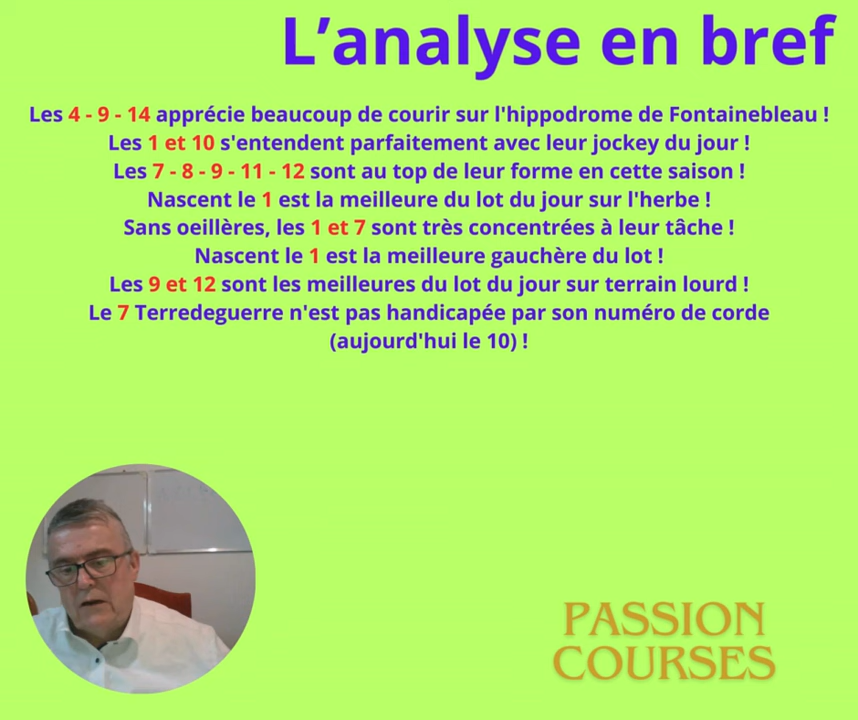 L’analyse en bref
Les 4 - 9 - 14 apprécie beaucoup de courir sur l'hippodrome de Fontainebleau !
Les 1 et 10 s'entendent parfaitement avec leur jockey du jour !
Les 7 - 8 - 9 - 11 - 12 sont au top de leur forme en cette saison !
Nascent le 1 est la meilleure du lot du jour sur l'herbe !
Sans oeillères, les 1 et 7 sont très concentrées à leur tâche !
Nascent le 1 est la meilleure gauchère du lot !
Les 9 et 12 sont les meilleures du lot du jour sur terrain lourd !
Le 7 Terredeguerre n'est pas handicapée par son numéro de corde
(aujourd'hui le 10) !
PASSION
COURSES